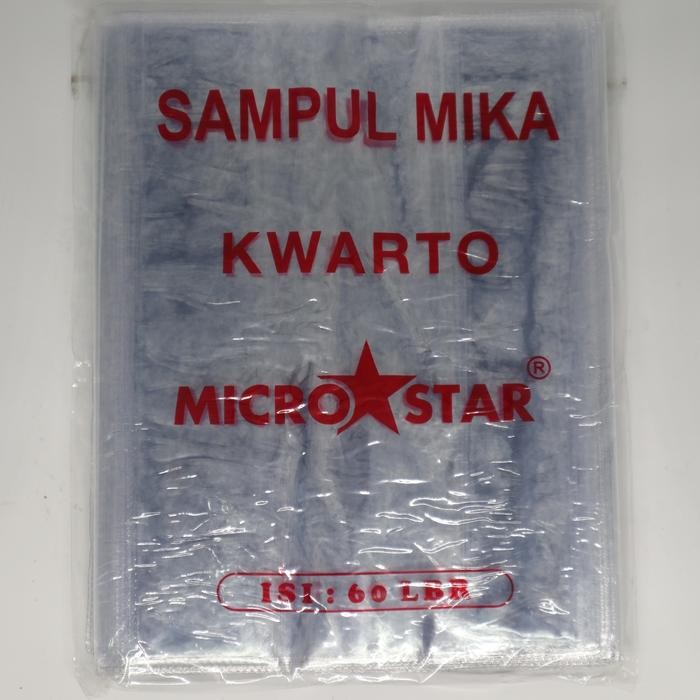 SAMPUL MIKA
KWARTO
MICRO STAR ®
ISI : 60 LBR